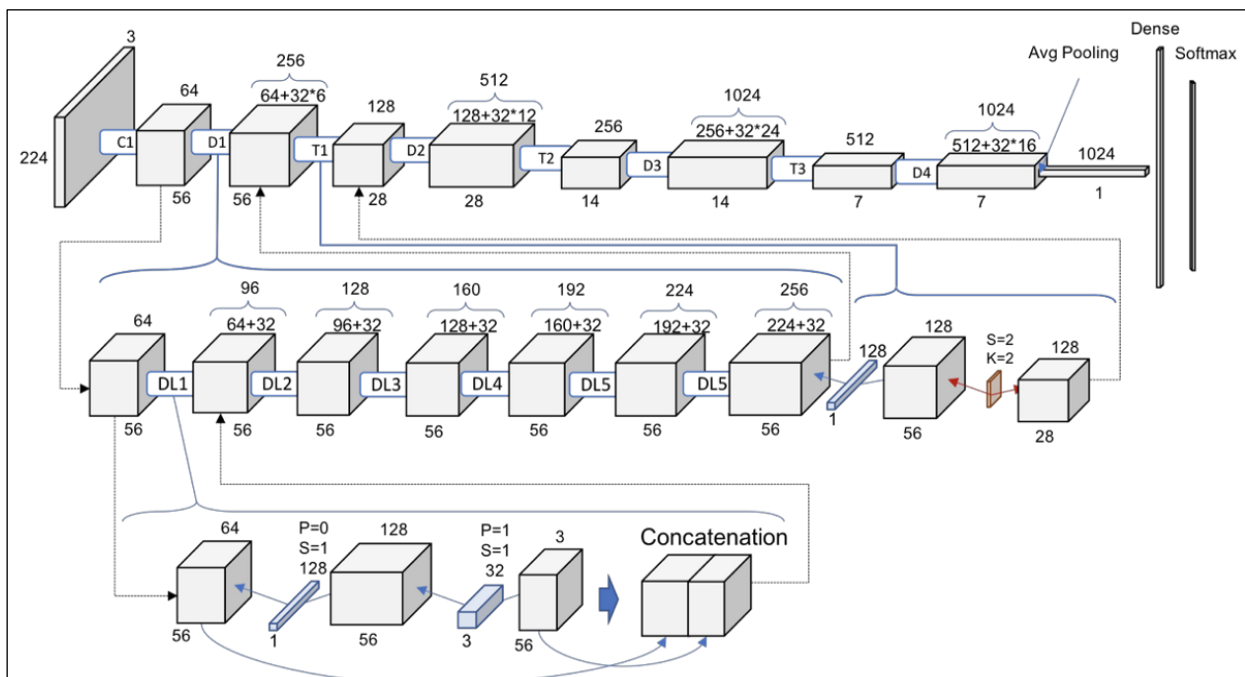 Dense
Softmax
Avg Pooling
3
224
C1
64
56
D1
256
64+32*6
56
T1
128
28
D2
512
128+32*12
28
T2
256
14
D3
1024
256+32*24
14
T3
512
7
D4
1024
512+32*16
7
1024
1
64
56
DL1
96
64+32
56
DL2
128
96+32
56
DL3
160
128+32
56
DL4
192
160+32
56
DL5
224
192+32
56
DL5
256
224+32
56
128
1
128
56
S=2
K=2
128
28
64
56
P=0
S=1
128
1
128
56
P=1
S=1
32
3
3
56
Concatenation